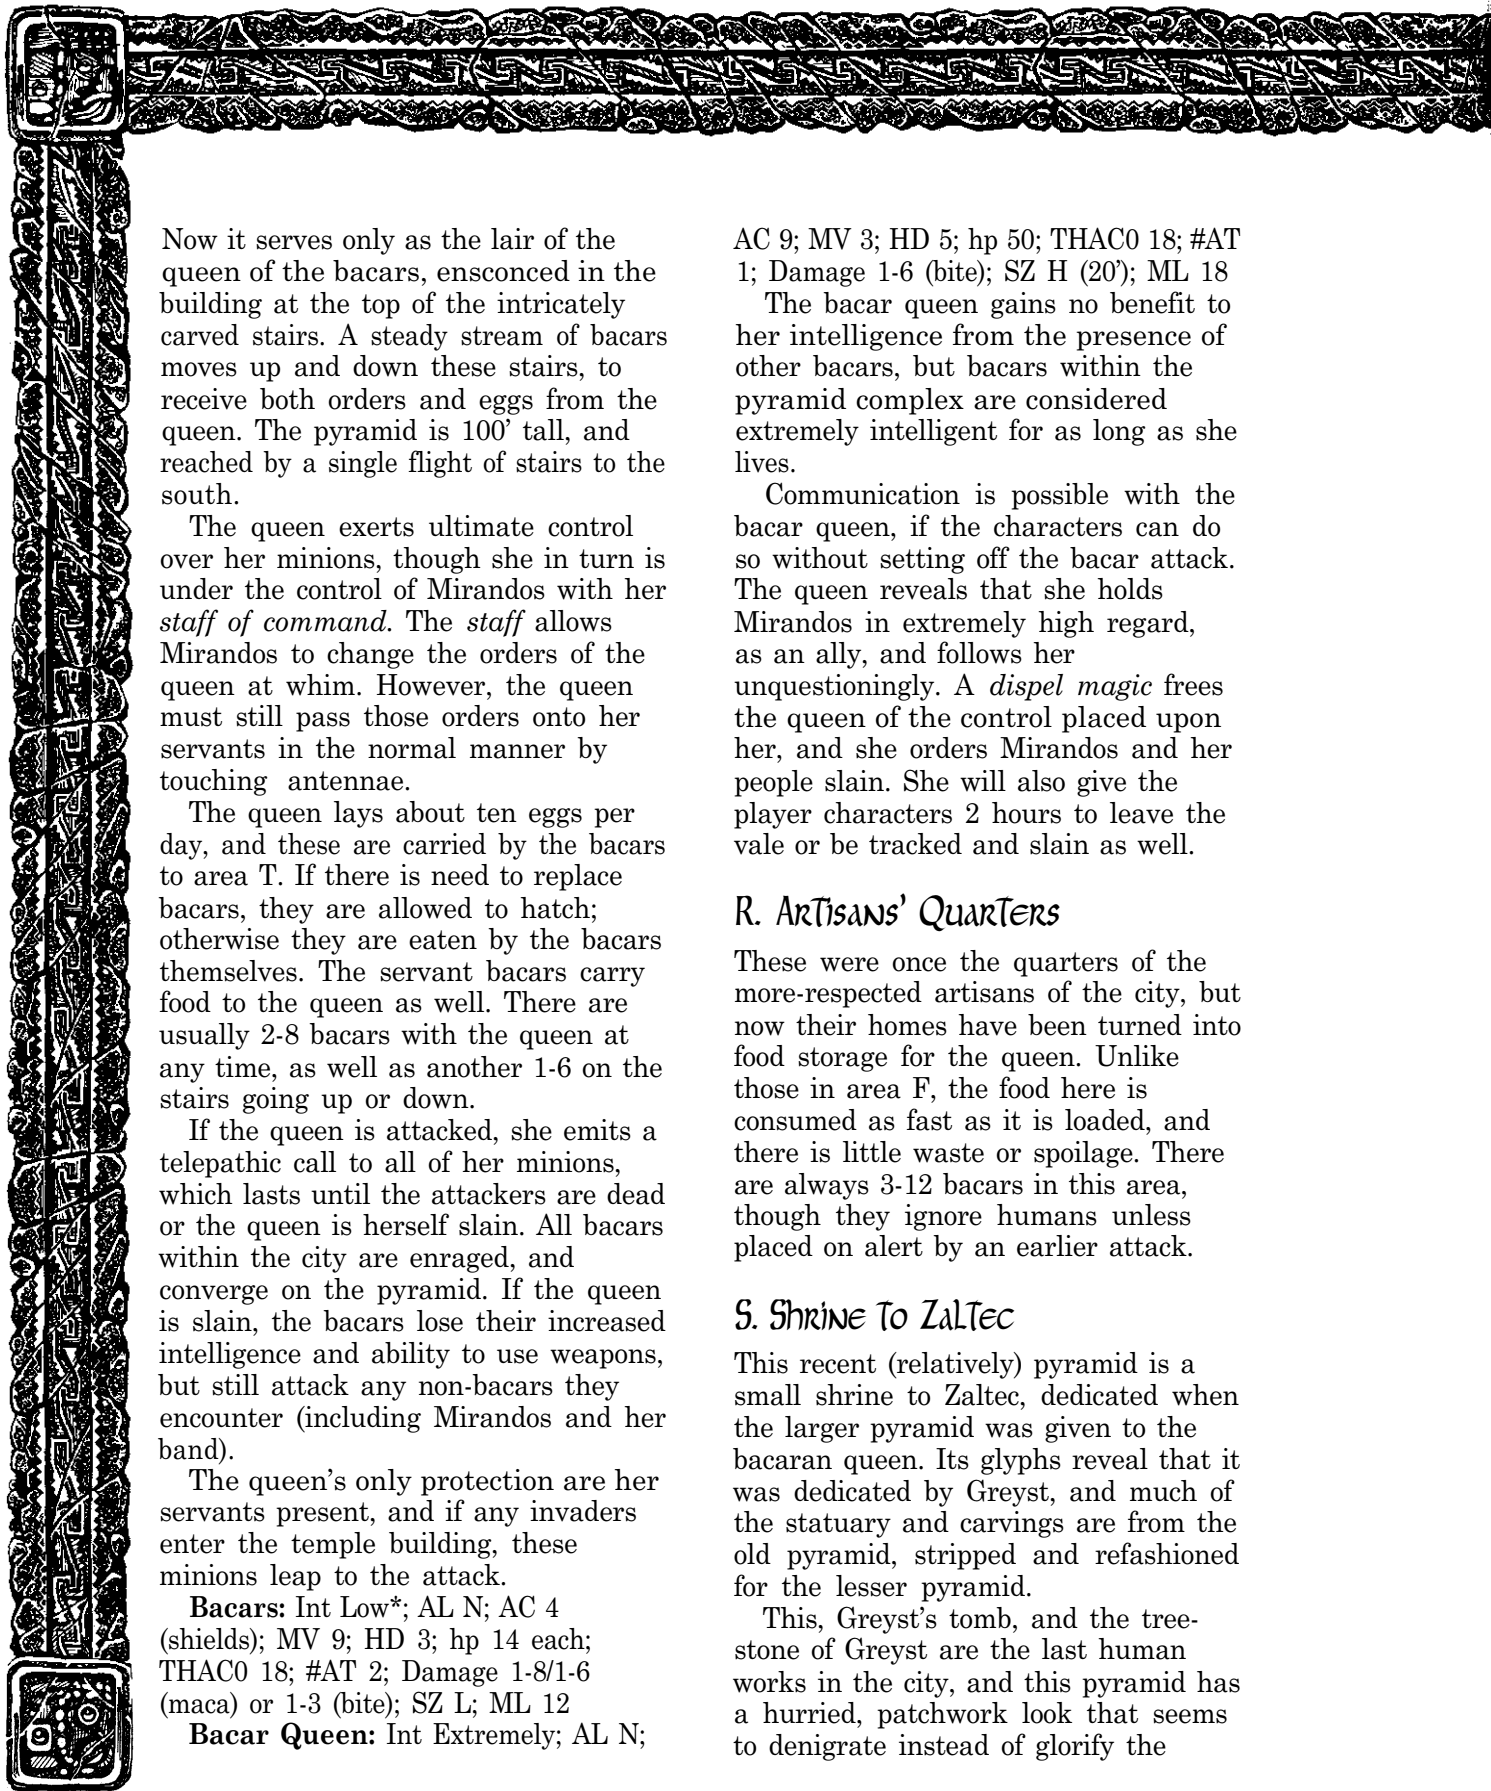 Now it serves only as the lair of the
queen of the bacars, ensconced in the
building at the top of the intricately
carved stairs. A steady stream of bacars
moves up and down these stairs, to
receive both orders and eggs from the
queen. The pyramid is 100’ tall, and
reached by a single flight of stairs to the
south.
The queen exerts ultimate control
over her minions, though she in turn is
under the control of Mirandos with her
staff of command. The staff allows
Mirandos to change the orders of the
queen at whim. However, the queen
must still pass those orders onto her
servants in the normal manner by
touching antennae.
The queen lays about ten eggs per
day, and these are carried by the bacars
to area T. If there is need to replace
bacars, they are allowed to hatch;
otherwise they are eaten by the bacars
themselves. The servant bacars carry
food to the queen as well. There are
usually 2-8 bacars with the queen at
any time, as well as another 1-6 on the
stairs going up or down.
If the queen is attacked, she emits a
telepathic call to all of her minions,
which lasts until the attackers are dead
or the queen is herself slain. All bacars
within the city are enraged, and
converge on the pyramid. If the queen
is slain, the bacars lose their increased
intelligence and ability to use weapons,
but still attack any non-bacars they
encounter (including Mirandos and her
band).
The queen’s only protection are her
servants present, and if any invaders
enter the temple building, these
minions leap to the attack.
Bacars: Int Low*; AL N; AC 4
(shields); MV 9; HD 3; hp 14 each;
THAC0 18; #AT 2; Damage 1-8/1-6
(maca) or 1-3 (bite); SZ L; ML 12
Bacar Queen: Int Extremely; AL N;
AC 9; MV 3; HD 5; hp 50; THAC0 18; #AT
1; Damage 1-6 (bite); SZ H (20’); ML 18
The bacar queen gains no benefit to
her intelligence from the presence of
other bacars, but bacars within the
pyramid complex are considered
extremely intelligent for as long as she
lives.
Communication is possible with the
bacar queen, if the characters can do
so without setting off the bacar attack.
The queen reveals that she holds
Mirandos in extremely high regard,
as an ally, and follows her
unquestioningly. A dispel magic frees
the queen of the control placed upon
her, and she orders Mirandos and her
people slain. She will also give the
player characters 2 hours to leave the
vale or be tracked and slain as well.
R. Artisans’ Quarters
These were once the quarters of the
more-respected artisans of the city, but
now their homes have been turned into
food storage for the queen. Unlike
those in area F, the food here is
consumed as fast as it is loaded, and
there is little waste or spoilage. There
are always 3-12 bacars in this area,
though they ignore humans unless
placed on alert by an earlier attack.
S. Shrine to Zaltec
This recent (relatively) pyramid is a
small shrine to Zaltec, dedicated when
the larger pyramid was given to the
bacaran queen. Its glyphs reveal that it
was dedicated by Greyst, and much of
the statuary and carvings are from the
old pyramid, stripped and refashioned
for the lesser pyramid.
This, Greyst’s tomb, and the tree-
stone of Greyst are the last human
works in the city, and this pyramid has
a hurried, patchwork look that seems
to denigrate instead of glorify the